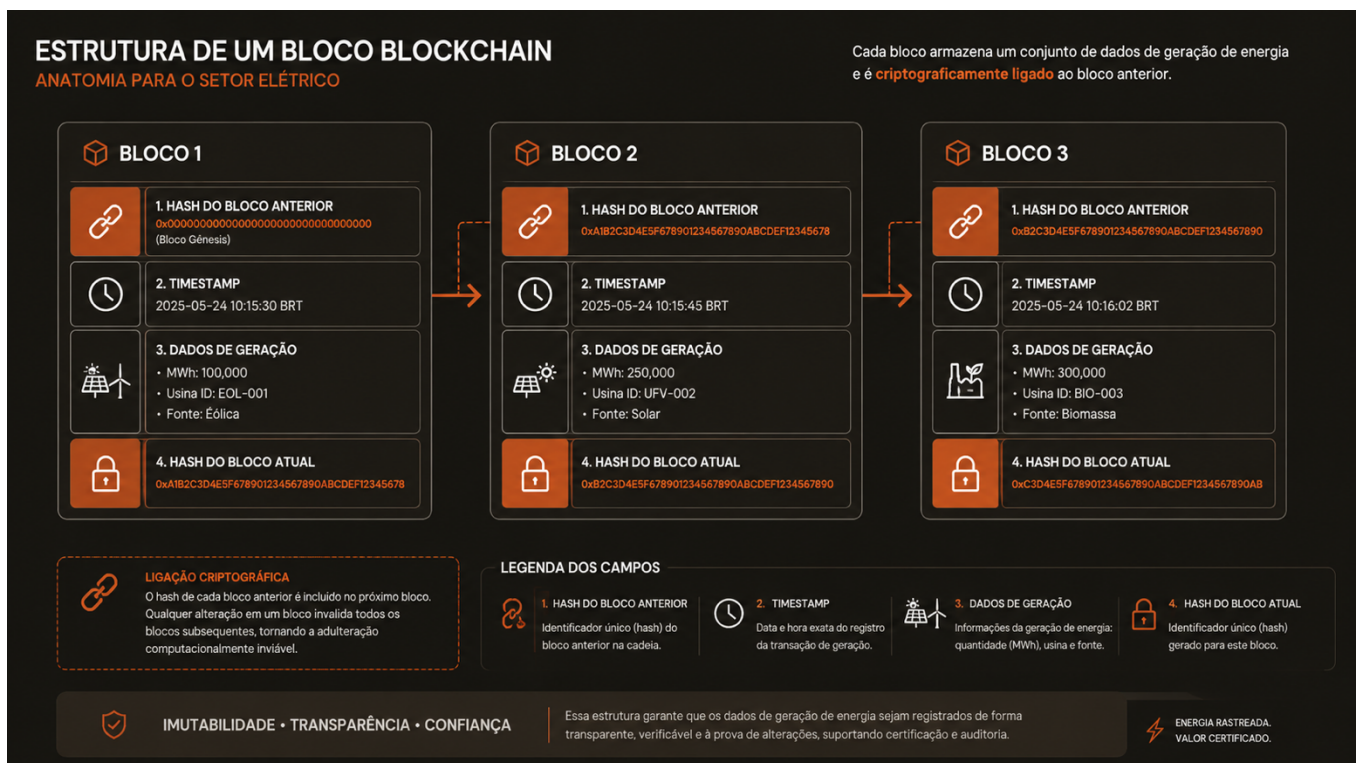 ESTRUTURA DE UM BLOCO BLOCKCHAIN
ANATOMIA PARA O SETOR ELÉTRICO
Cada bloco armazena um conjunto de dados de geração de energia
e é criptograficamente ligado ao bloco anterior.
BLOCO 1
1. HASH DO BLOCO ANTERIOR
(Bloco Génesis)
2. TIMESTAMP
2025-05-24 10:15:30 BRT
3. DADOS DE GERAÇÃO
• MWh: 100,000
• Usina ID: EOL-001
• Fonte: Éólica
4. HASH DO BLOCO ATUAL
0xA1B2C3D4E5F678901234567890ABCDEF12345678
BLOCO 2
1. HASH DO BLOCO ANTERIOR
0xA1B2C3D4E5F678901234567890ABCDEF12345678
2. TIMESTAMP
2025-05-24 10:15:45 BRT
3. DADOS DE GERAÇÃO
• MWh: 250,000
• Usina ID: UFV-002
• Fonte: Solar
4. HASH DO BLOCO ATUAL
0xB2C3D4E5F678901234567890ABCDEF1234567890
BLOCO 3
1. HASH DO BLOCO ANTERIOR
0xB2C3D4E5F678901234567890ABCDEF1234567890
2. TIMESTAMP
2025-05-24 10:16:02 BRT
3. DADOS DE GERAÇÃO
• MWh: 300,000
• Usina ID: BIO-003
• Fonte: Biomassa
4. HASH DO BLOCO ATUAL
0xC3D4E5F678901234567890ABCDEF1234567890AB
LIGAÇÃO CRIPTOGRÁFICA
O hash de cada bloco anterior é incluido no próximo bloco.
Qualquer alteração em um bloco invalida todos os
blocos subsequentes, tornando a adulteração
computacionalmente inviável.
LEGENDA DOS CAMPOS
1. HASH DO BLOCO ANTERIOR
Identificador único (hash) do
bloco anterior na cadeia.
2. TIMESTAMP
Data e hora exata do registro
da transação de geração.
3. DADOS DE GERAÇÃO
Informações da geração de energia:
quantidade (MWh), usina e fonte.
4. HASH DO BLOCO ATUAL
Identificador único (hash)
gerado para este bloco.
IMUTABILIDADE • TRANSPARÊNCIA • CONFIANÇA
Essa estrutura garante que os dados de geração de energia sejam registrados de forma
transparente, verificável e à prova de alterações, suportando certificação e auditoria.
ENERGIA RASTREADA.
VALOR CERTIFICADO.